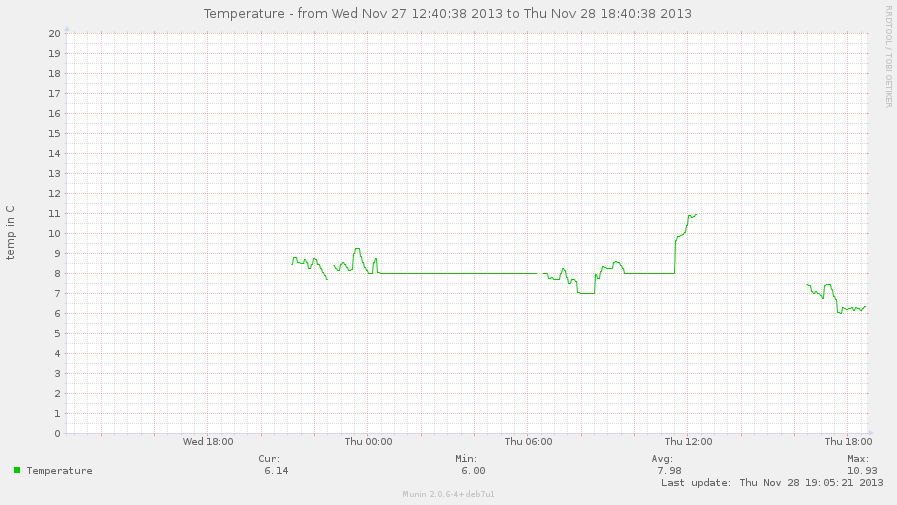 Temperature - from Wed Nov 27 12:40:38 2013 to Thu Nov 28 18:40:38 2013
RRDTOOL / TOBI OETIKER
temp in C
20
19
18
17
16
15
14
13
12
11
10
9
8
7
6
5
4
3
2
1
0
Wed 18:00 Thu 00:00 Thu 06:00 Thu 12:00 Thu 18:00
Cur: Min: Avg: Max:
Temperature 6.14 6.00 7.98 10.93
Last update: Thu Nov 28 19:05:21 2013
Munin 2.0.6-4+deb7u1